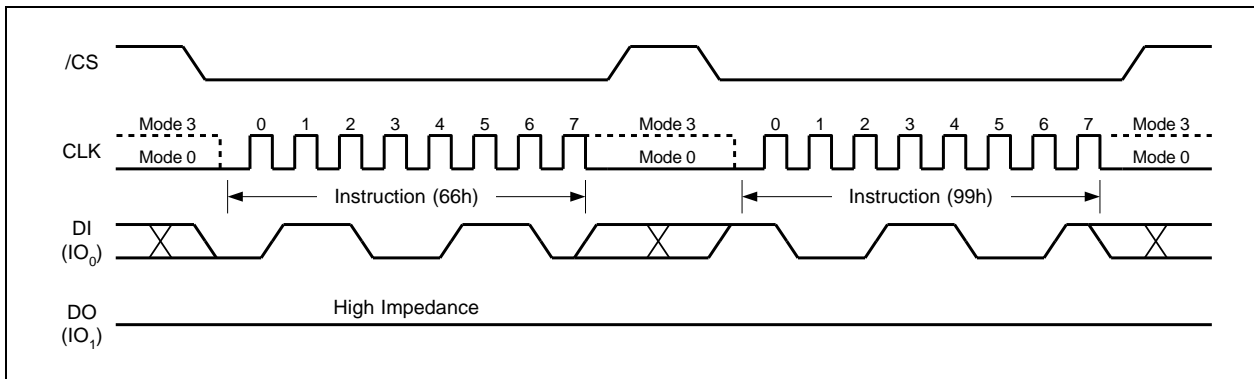 /CS
Mode 3 0 1 2 3 4 5 6 7 Mode 3 0 1 2 3 4 5 6 7 Mode 3
CLK Mode 0 Mode 0 Mode 0
Instruction (66h) Instruction (99h)
DI
(IO0)
High Impedance
DO
(IO1)